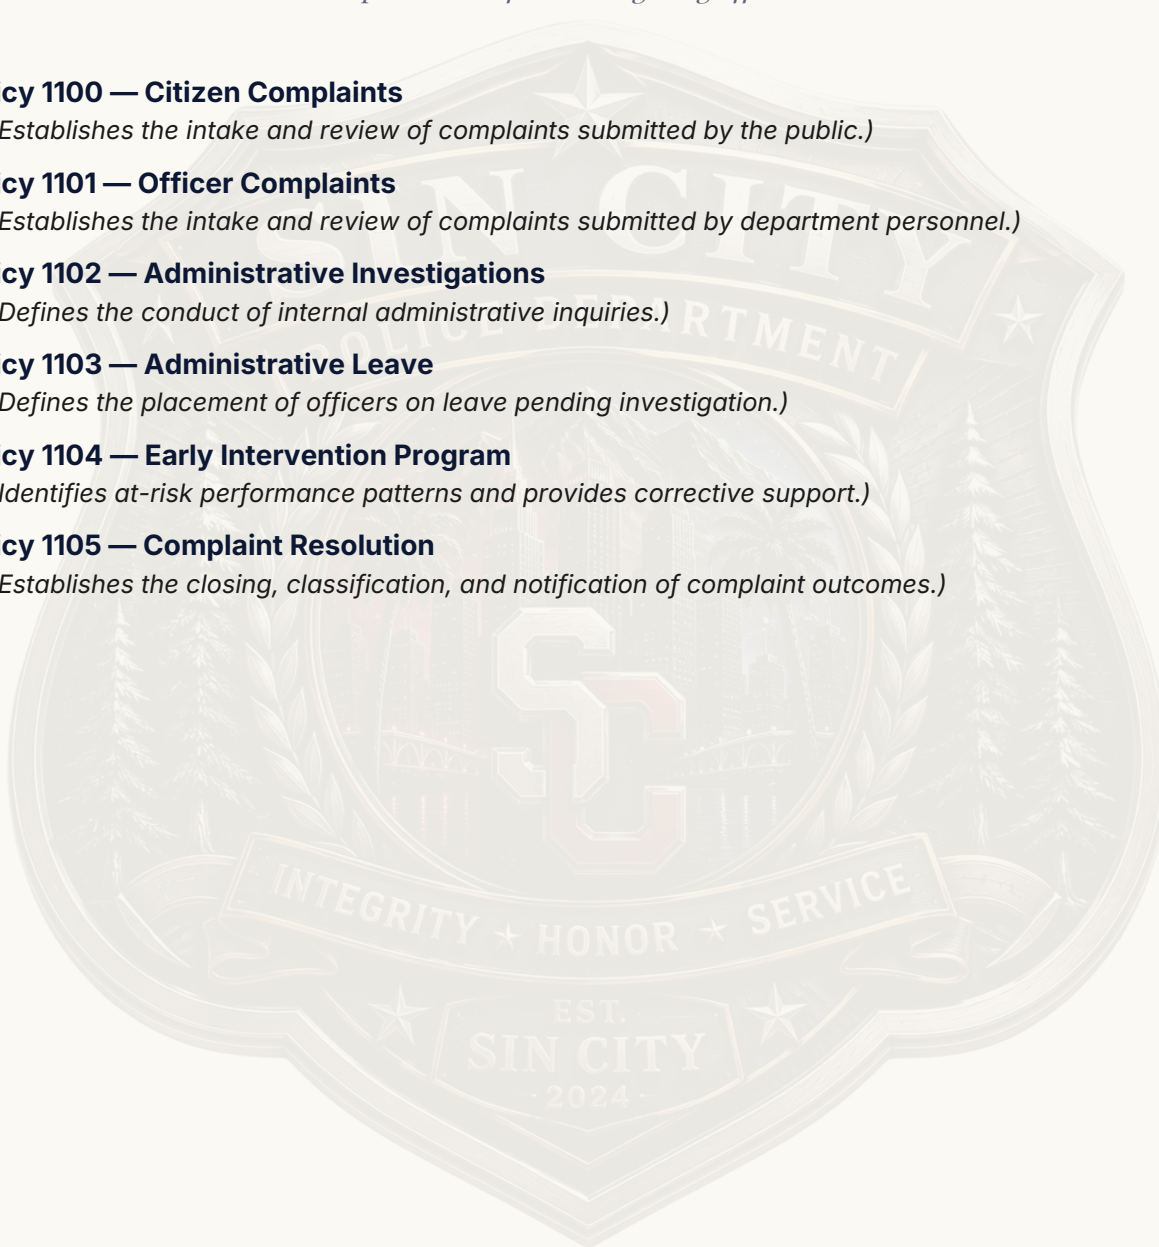 icy 1100 — Citizen Complaints
Establishes the intake and review of complaints submitted by the public.)
icy 1101 — Officer Complaints
Establishes the intake and review of complaints submitted by department personnel.)
icy 1102 — Administrative Investigations
Defines the conduct of internal administrative inquiries.)
icy 1103 — Administrative Leave
Defines the placement of officers on leave pending investigation.)
icy 1104 — Early Intervention Program
Identifies at-risk performance patterns and provides corrective support.)
icy 1105 — Complaint Resolution
Establishes the closing, classification, and notification of complaint outcomes.)
SIN CITY
POLICE DEPARTMENT
SC
INTEGRITY ★ HONOR ★ SERVICE
EST.
SIN CITY
· 2024 ·